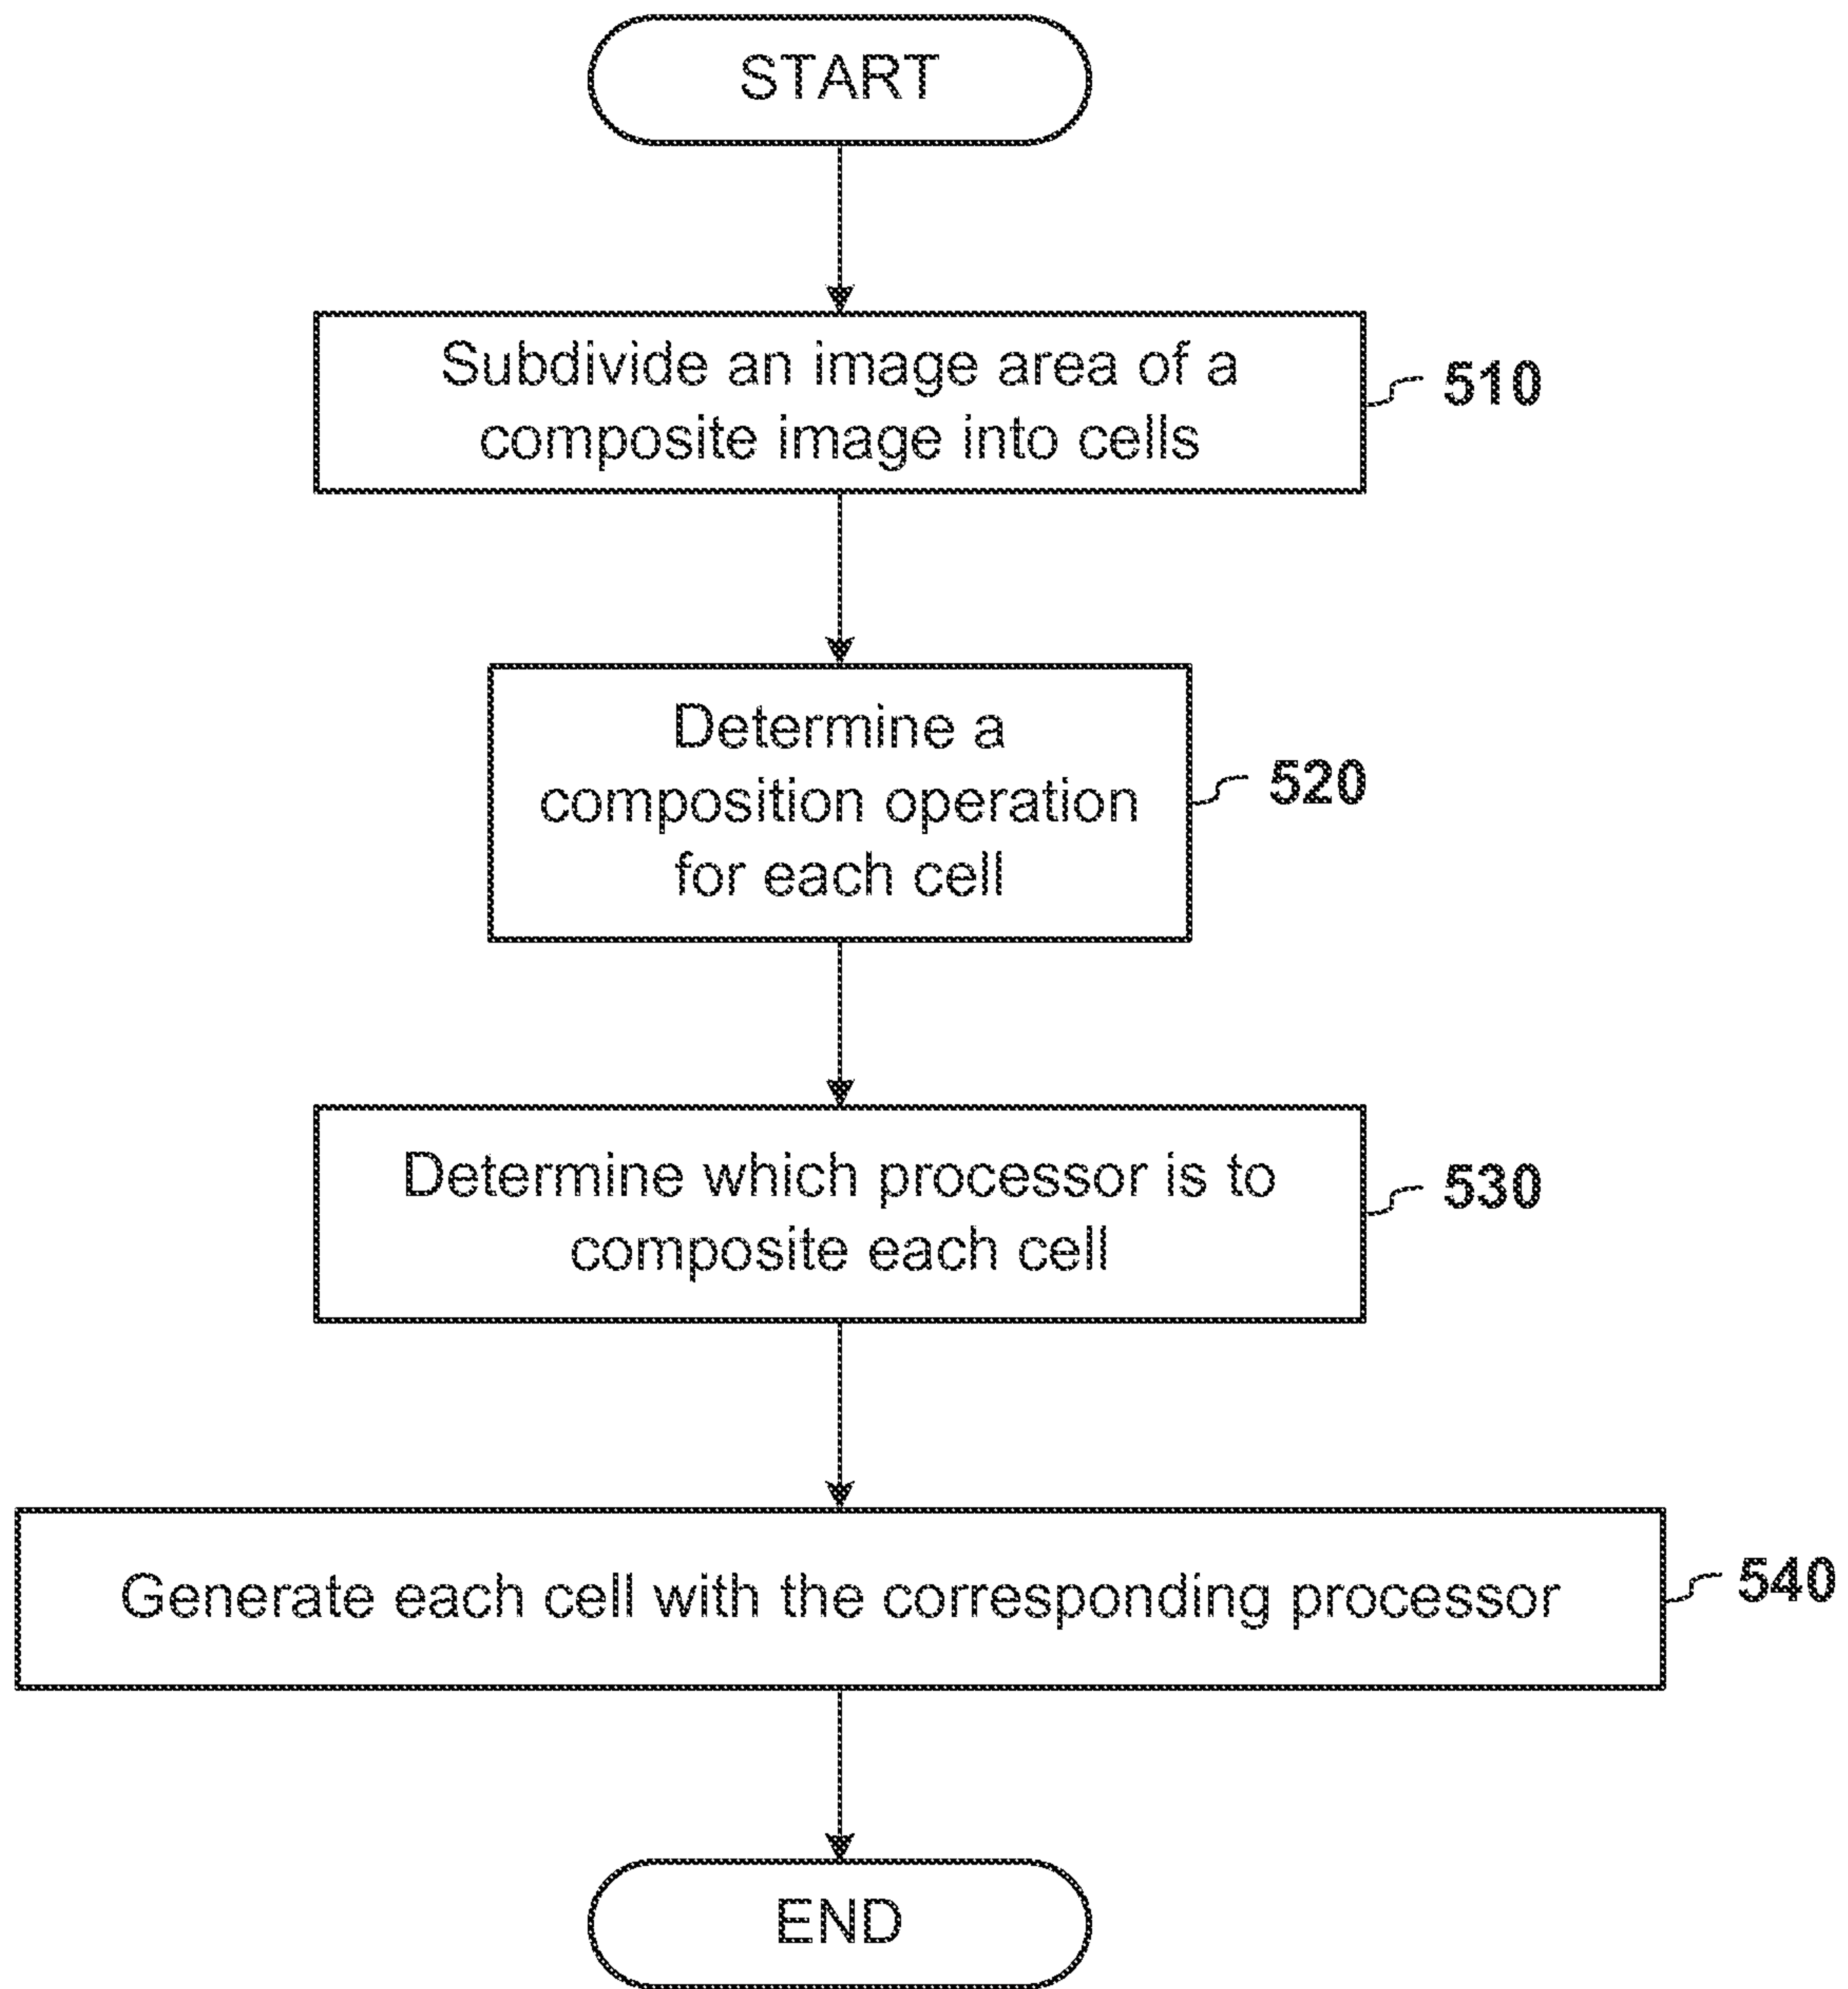 START
Subdivide an image area of a
composite image into cells
510
Determine a
composition operation
for each cell
520
Determine which processor is to
composite each cell
530
Generate each cell with the corresponding processor
540
END